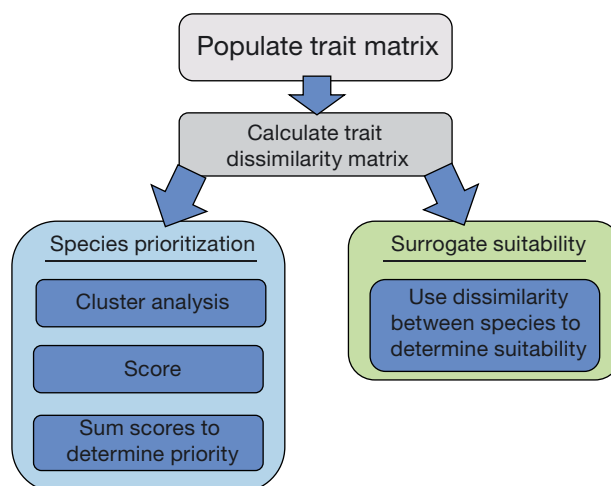 Populate trait matrix
Calculate trait
dissimilarity matrix
Species prioritization
Cluster analysis
Score
Sum scores to
determine priority
Surrogate suitability
Use dissimilarity
between species to
determine suitability